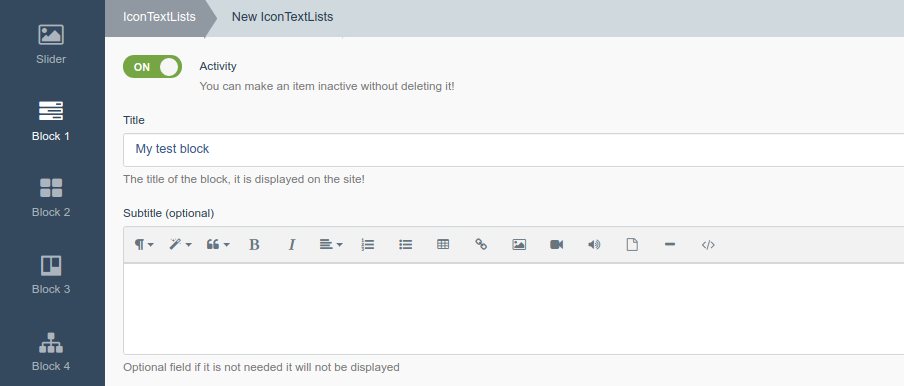 IconTextLists
New IconTextLists
Slider
Block 1
Block 2
Block 3
Block 4
ON
Activity
You can make an item inactive without deleting it!
Title
My test block
The title of the block, it is displayed on the site!
Subtitle (optional)
B
I
Optional field if it is not needed it will not be displayed